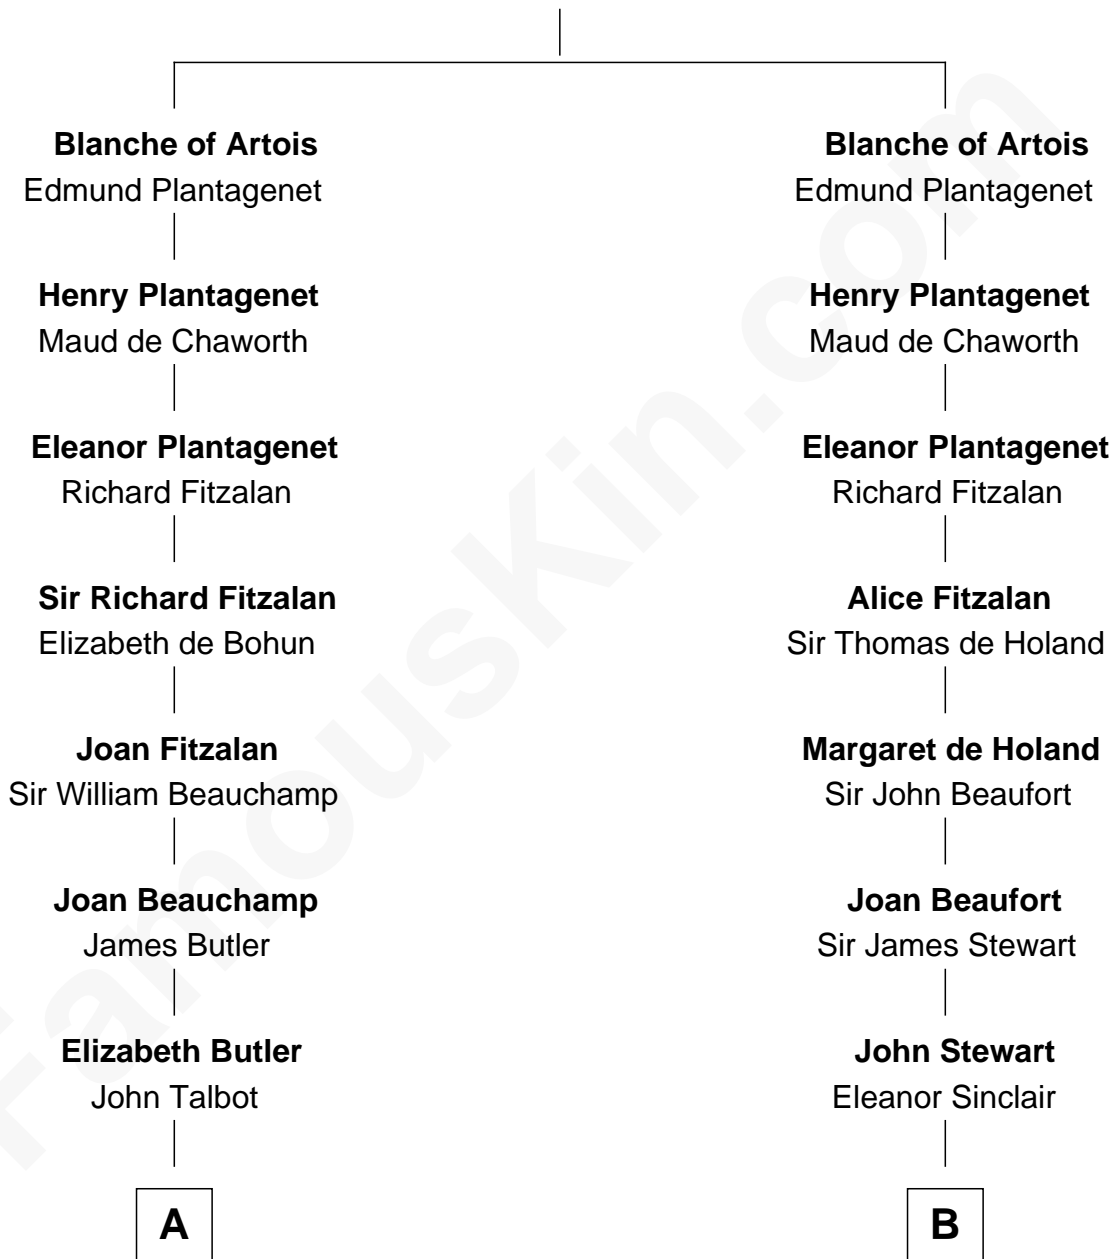 Blanche of Artois
Edmund Plantagenet
Henry Plantagenet
Maud de Chaworth
Eleanor Plantagenet
Richard Fitzalan
Sir Richard Fitzalan
Elizabeth de Bohun
Joan Fitzalan
Sir William Beauchamp
Joan Beauchamp
James Butler
Elizabeth Butler
John Talbot
A
Blanche of Artois
Edmund Plantagenet
Henry Plantagenet
Maud de Chaworth
Eleanor Plantagenet
Richard Fitzalan
Alice Fitzalan
Sir Thomas de Holand
Margaret de Holand
Sir John Beaufort
Joan Beaufort
Sir James Stewart
John Stewart
Eleanor Sinclair
B
FamousKin.com